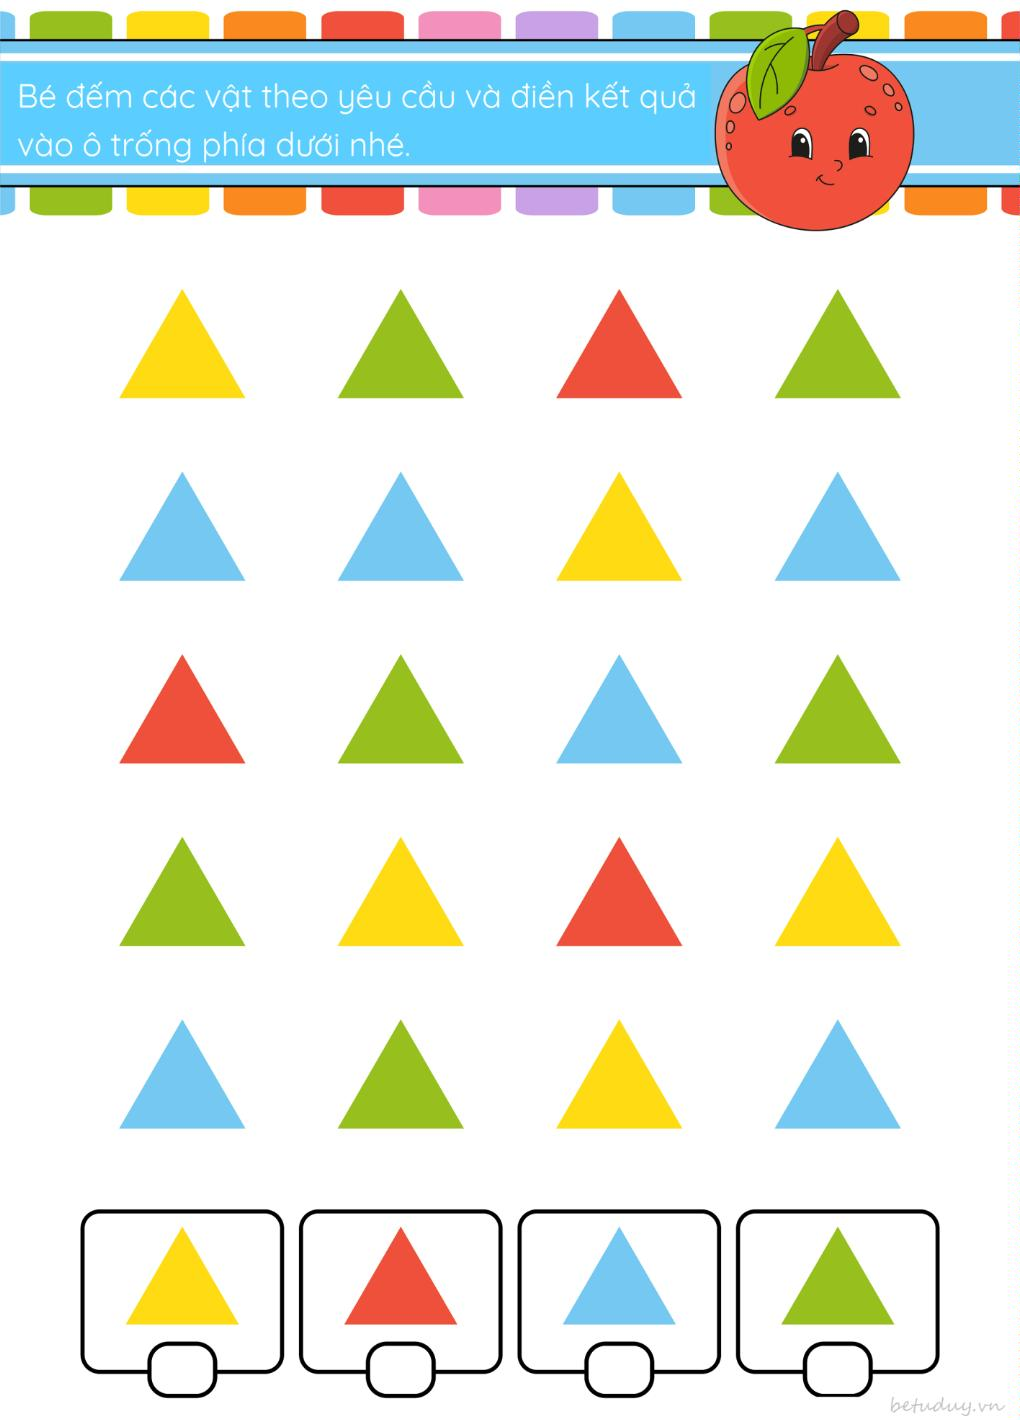 Bé đếm các vật theo yêu cầu và điền kết quả
vào ô trống phía dưới nhé.
betuduy.vn